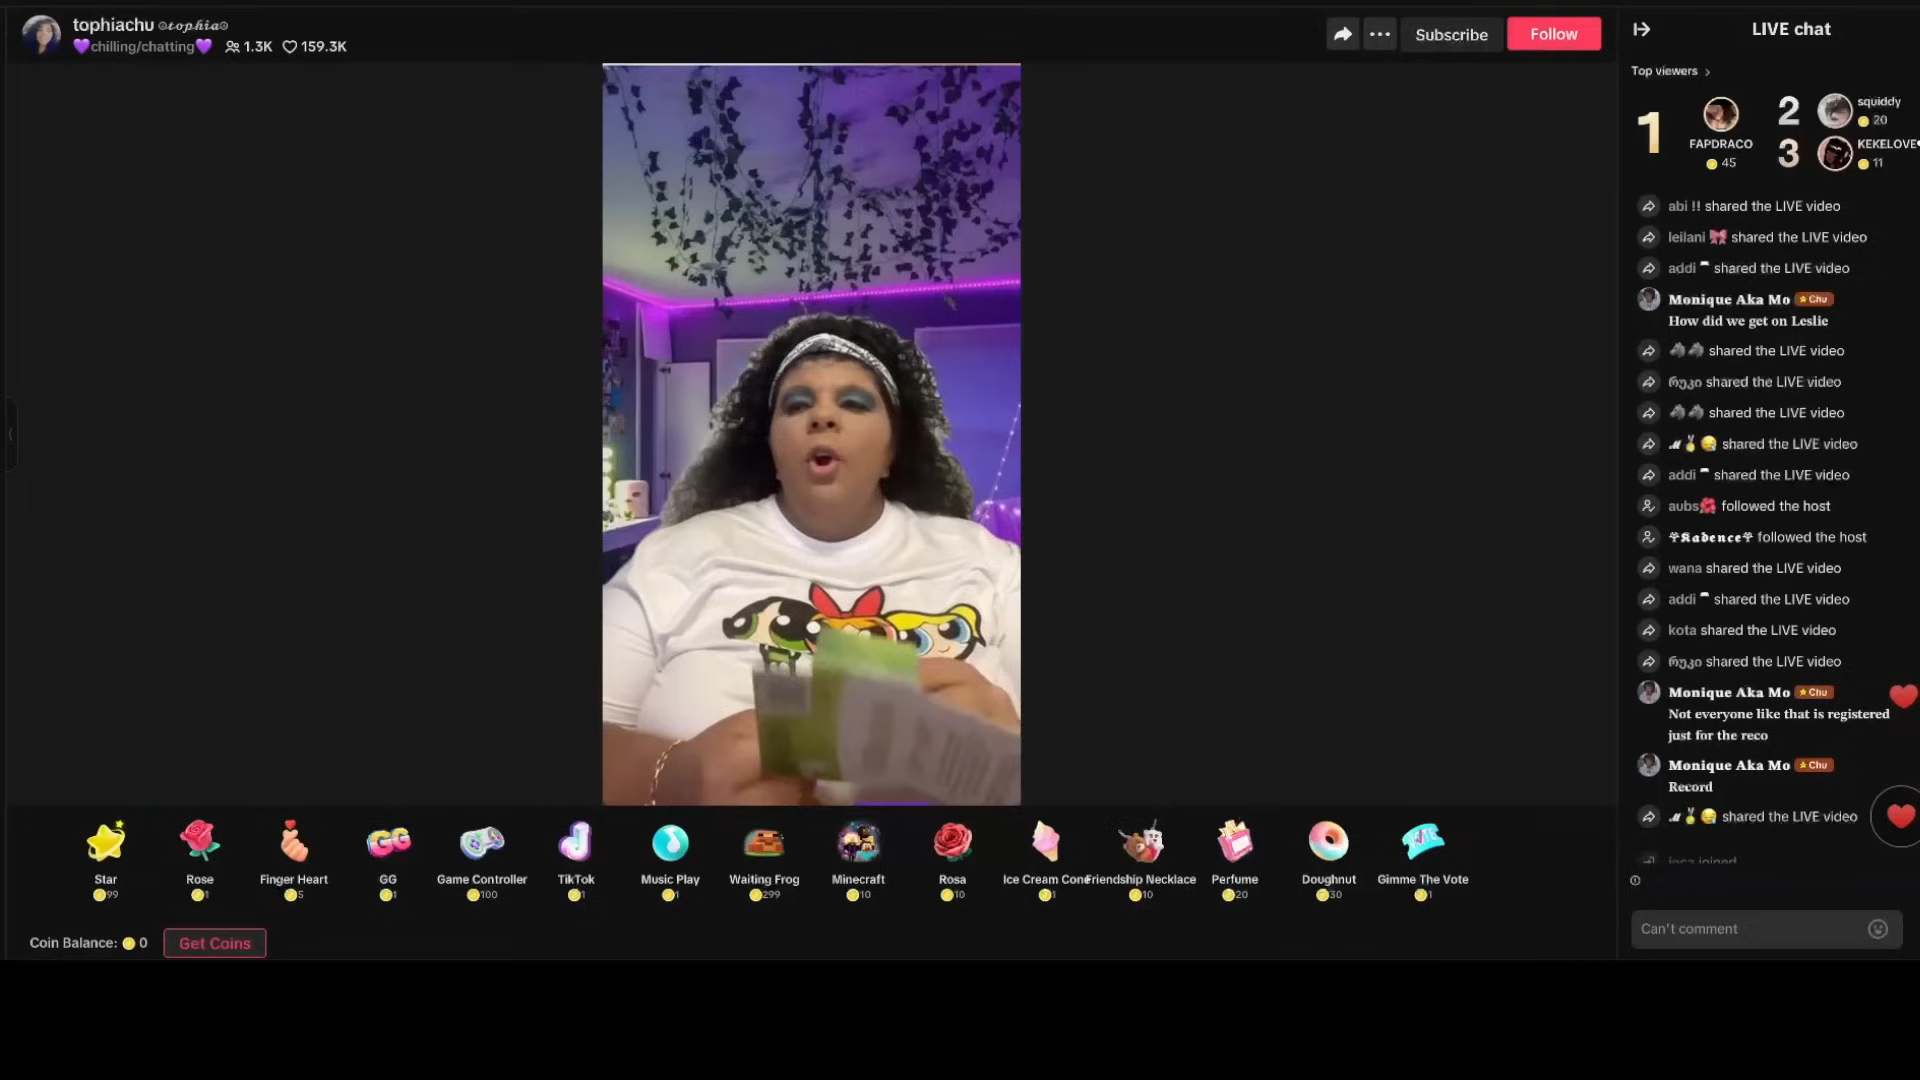 tophiachu ☺𝓽𝓸𝓹𝓱𝓲𝓪☺
💜chilling/chatting💜 1.3K 159.3K
Subscribe
Follow
LIVE chat
Top viewers >
1
FAPDRACO
45
2
squiddy
20
3
KEKELOVE
11
abi !! shared the LIVE video
leilani 🎀 shared the LIVE video
addi shared the LIVE video
Monique Aka Mo Chu
How did we get on Leslie
🦓🦓 shared the LIVE video
რუკი shared the LIVE video
🦓🦓 shared the LIVE video
shared the LIVE video
addi shared the LIVE video
aubs🌺 followed the host
☥𝕶𝖆𝖉𝖊𝖓𝖈𝖊☥ followed the host
wana shared the LIVE video
addi shared the LIVE video
kota shared the LIVE video
რუკი shared the LIVE video
Monique Aka Mo Chu
Not everyone like that is registered
just for the reco
Monique Aka Mo Chu
Record
shared the LIVE video
joined
Can't comment
GG
Star
Rose
Finger Heart
GG
Game Controller
TikTok
Music Play
Waiting Frog
Minecraft
Rosa
Ice Cream Cone
Friendship Necklace
Perfume
Doughnut
Gimme The Vote
99
1
5
1
100
1
1
299
10
10
1
10
20
30
1
Coin Balance: 0
Get Coins